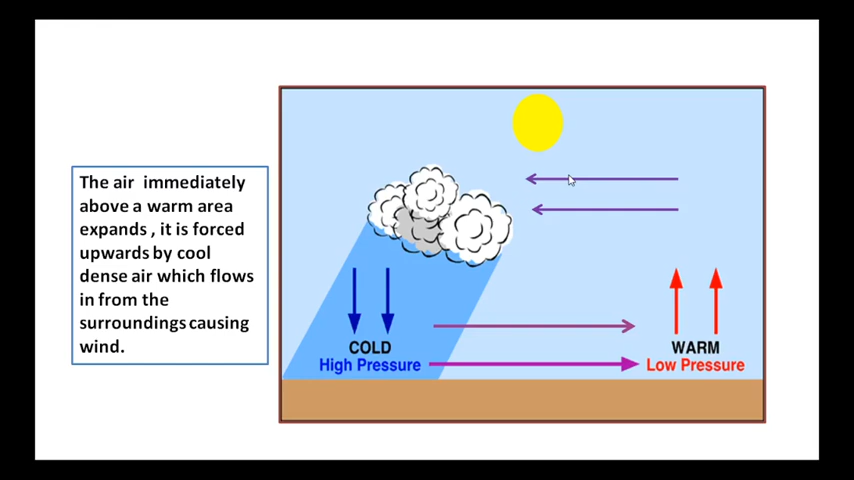 The air immediately
above a warm area
expands , it is forced
upwards by cool
dense air which flows
in from the
surroundings causing
wind.
COLD
High Pressure
WARM
Low Pressure